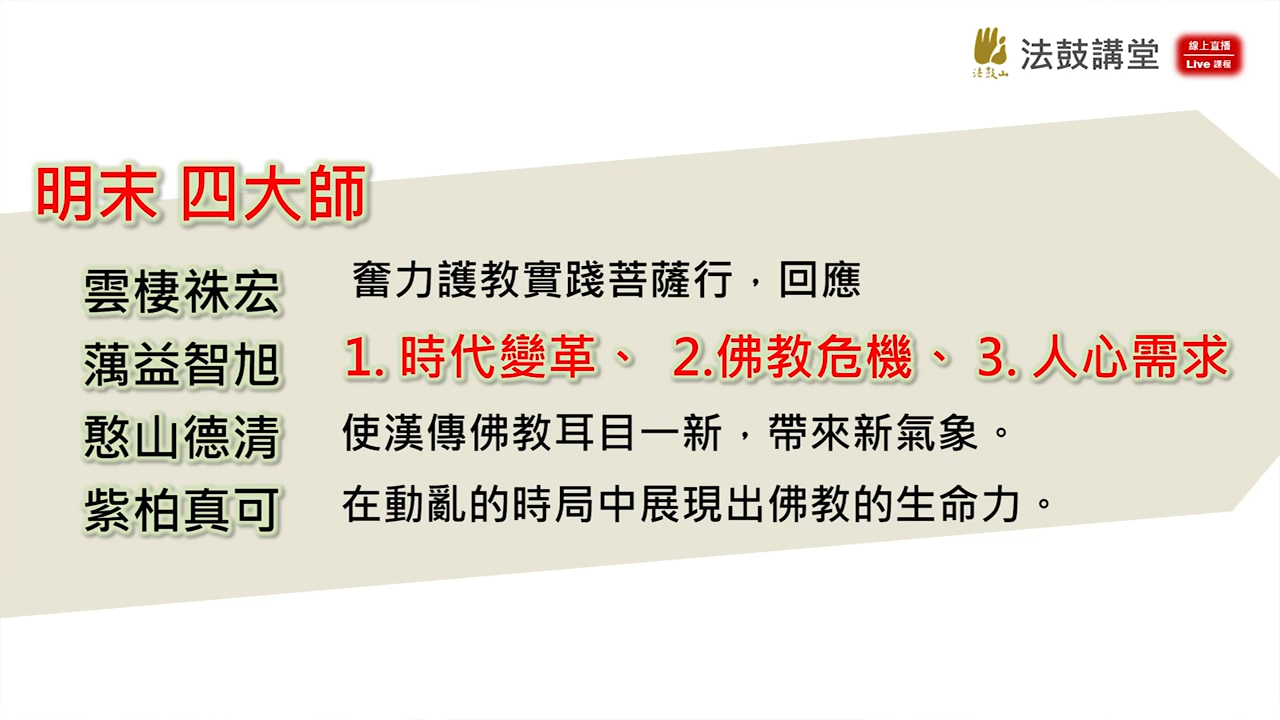 法鼓山
法鼓講堂
線上直播
Live 課程
明末 四大師
雲棲祩宏
蕅益智旭
憨山德清
紫柏真可
奮力護教實踐菩薩行，回應
1. 時代變革、 2.佛教危機、 3. 人心需求
使漢傳佛教耳目一新，帶來新氣象。
在動亂的時局中展現出佛教的生命力。